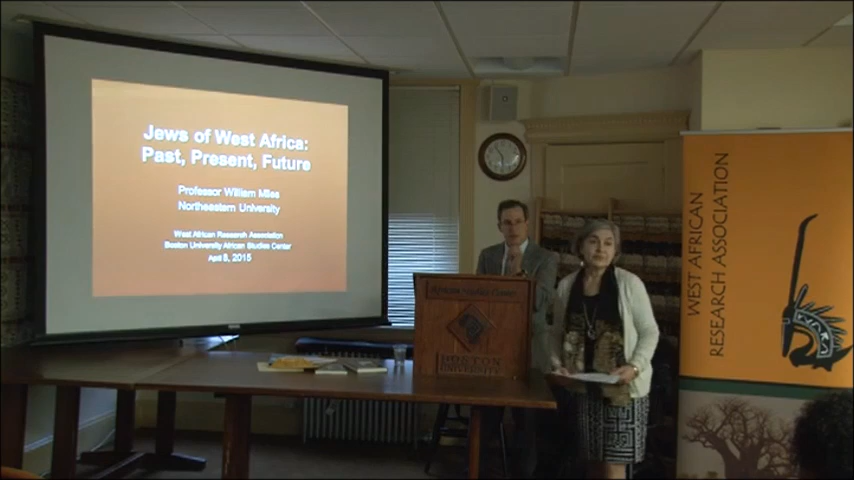 Jews of West Africa:
Past, Present, Future
Professor William Miles
Northeastern University
West African Research Association
Boston University African Studies Center
April 8, 2015
African Studies Center
BOSTON
UNIVERSITY
WEST AFRICAN
RESEARCH ASSOCIATION
WARA